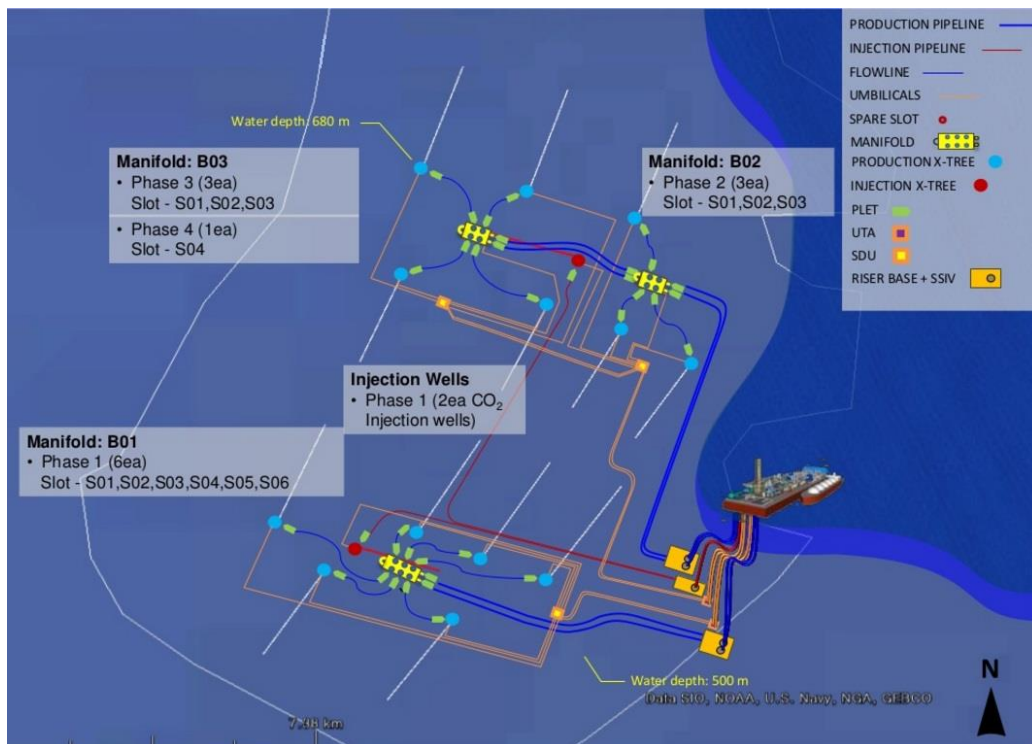 PRODUCTION PIPELINE
INJECTION PIPELINE
FLOWLINE
UMBILICALS
SPARE SLOT
MANIFOLD
PRODUCTION X-TREE
INJECTION X-TREE
PLET
UTA
SDU
RISER BASE + SSIV
Water depth: 680 m
Manifold: B03
• Phase 3 (3ea)
Slot - S01,S02,S03
• Phase 4 (1ea)
Slot - S04
Manifold: B02
• Phase 2 (3ea)
Slot - S01,S02,S03
Injection Wells
• Phase 1 (2ea CO₂
Injection wells)
Manifold: B01
• Phase 1 (6ea)
Slot - S01,S02,S03,S04,S05,S06
Water depth: 500 m
Data SIO, NOAA, U.S. Navy, NGA, GEBCO
N
7.98 km